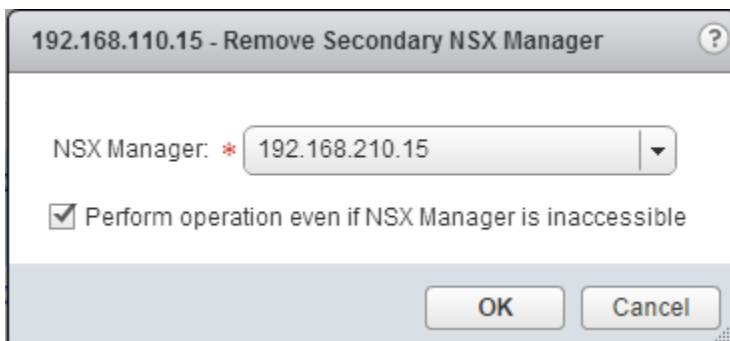 192.168.110.15 - Remove Secondary NSX Manager ?
NSX Manager: * 192.168.210.15
Perform operation even if NSX Manager is inaccessible
OK Cancel